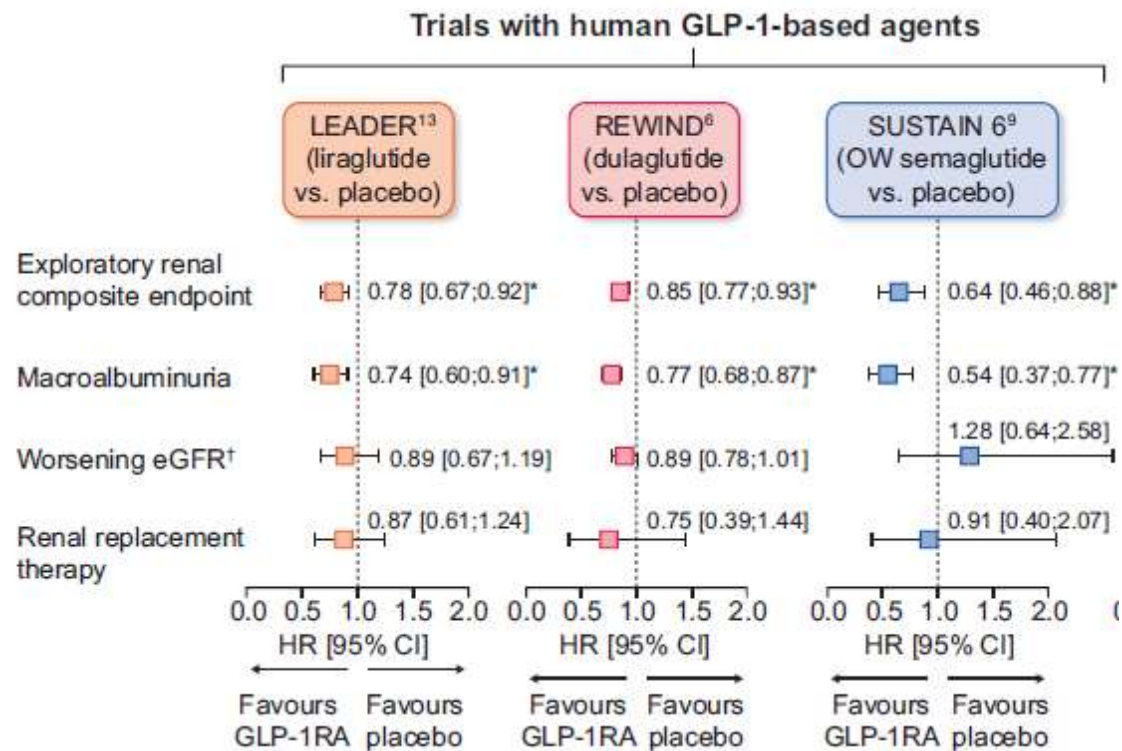 Trials with human GLP-1-based agents
LEADER¹³
(liraglutide
vs. placebo)
REWIND⁶
(dulaglutide
vs. placebo)
SUSTAIN 6⁹
(OW semaglutide
vs. placebo)
Exploratory renal
composite endpoint
0.78 [0.67;0.92]*
0.85 [0.77;0.93]*
0.64 [0.46;0.88]*
Macroalbuminuria
0.74 [0.60;0.91]*
0.77 [0.68;0.87]*
0.54 [0.37;0.77]*
Worsening eGFR†
0.89 [0.67;1.19]
0.89 [0.78;1.01]
1.28 [0.64;2.58]
Renal replacement
therapy
0.87 [0.61;1.24]
0.75 [0.39;1.44]
0.91 [0.40;2.07]
0.0 0.5 1.0 1.5 2.0
HR [95% CI]
Favours
GLP-1RA
Favours
placebo
0.0 0.5 1.0 1.5 2.0
HR [95% CI]
Favours
GLP-1RA
Favours
placebo
0.0 0.5 1.0 1.5 2.0
HR [95% CI]
Favours
GLP-1RA
Favours
placebo